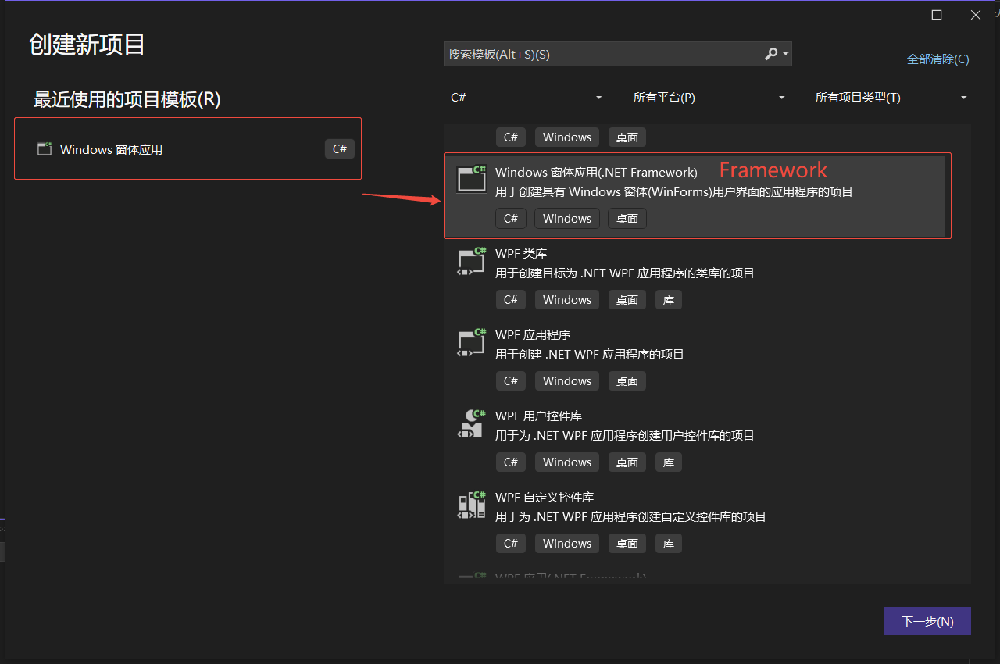 创建新项目
搜索模板(Alt+S)(S)
全部清除(C)
最近使用的项目模板(R)
C#
所有平台(P)
所有项目类型(T)
Windows 窗体应用
C#
C#
Windows
桌面
Windows 窗体应用(.NET Framework)
Framework
用于创建具有 Windows 窗体(WinForms)用户界面的应用程序的项目
C#
Windows
桌面
WPF 类库
用于创建目标为 .NET WPF 应用程序的类库的项目
C#
Windows
桌面
库
WPF 应用程序
用于创建 .NET WPF 应用程序的项目
C#
Windows
桌面
WPF 用户控件库
用于为 .NET WPF 应用程序创建用户控件库的项目
C#
Windows
桌面
库
WPF 自定义控件库
用于为 .NET WPF 应用程序创建自定义控件库的项目
C#
Windows
桌面
库
WPF 应用(.NET Framework)
下一步(N)